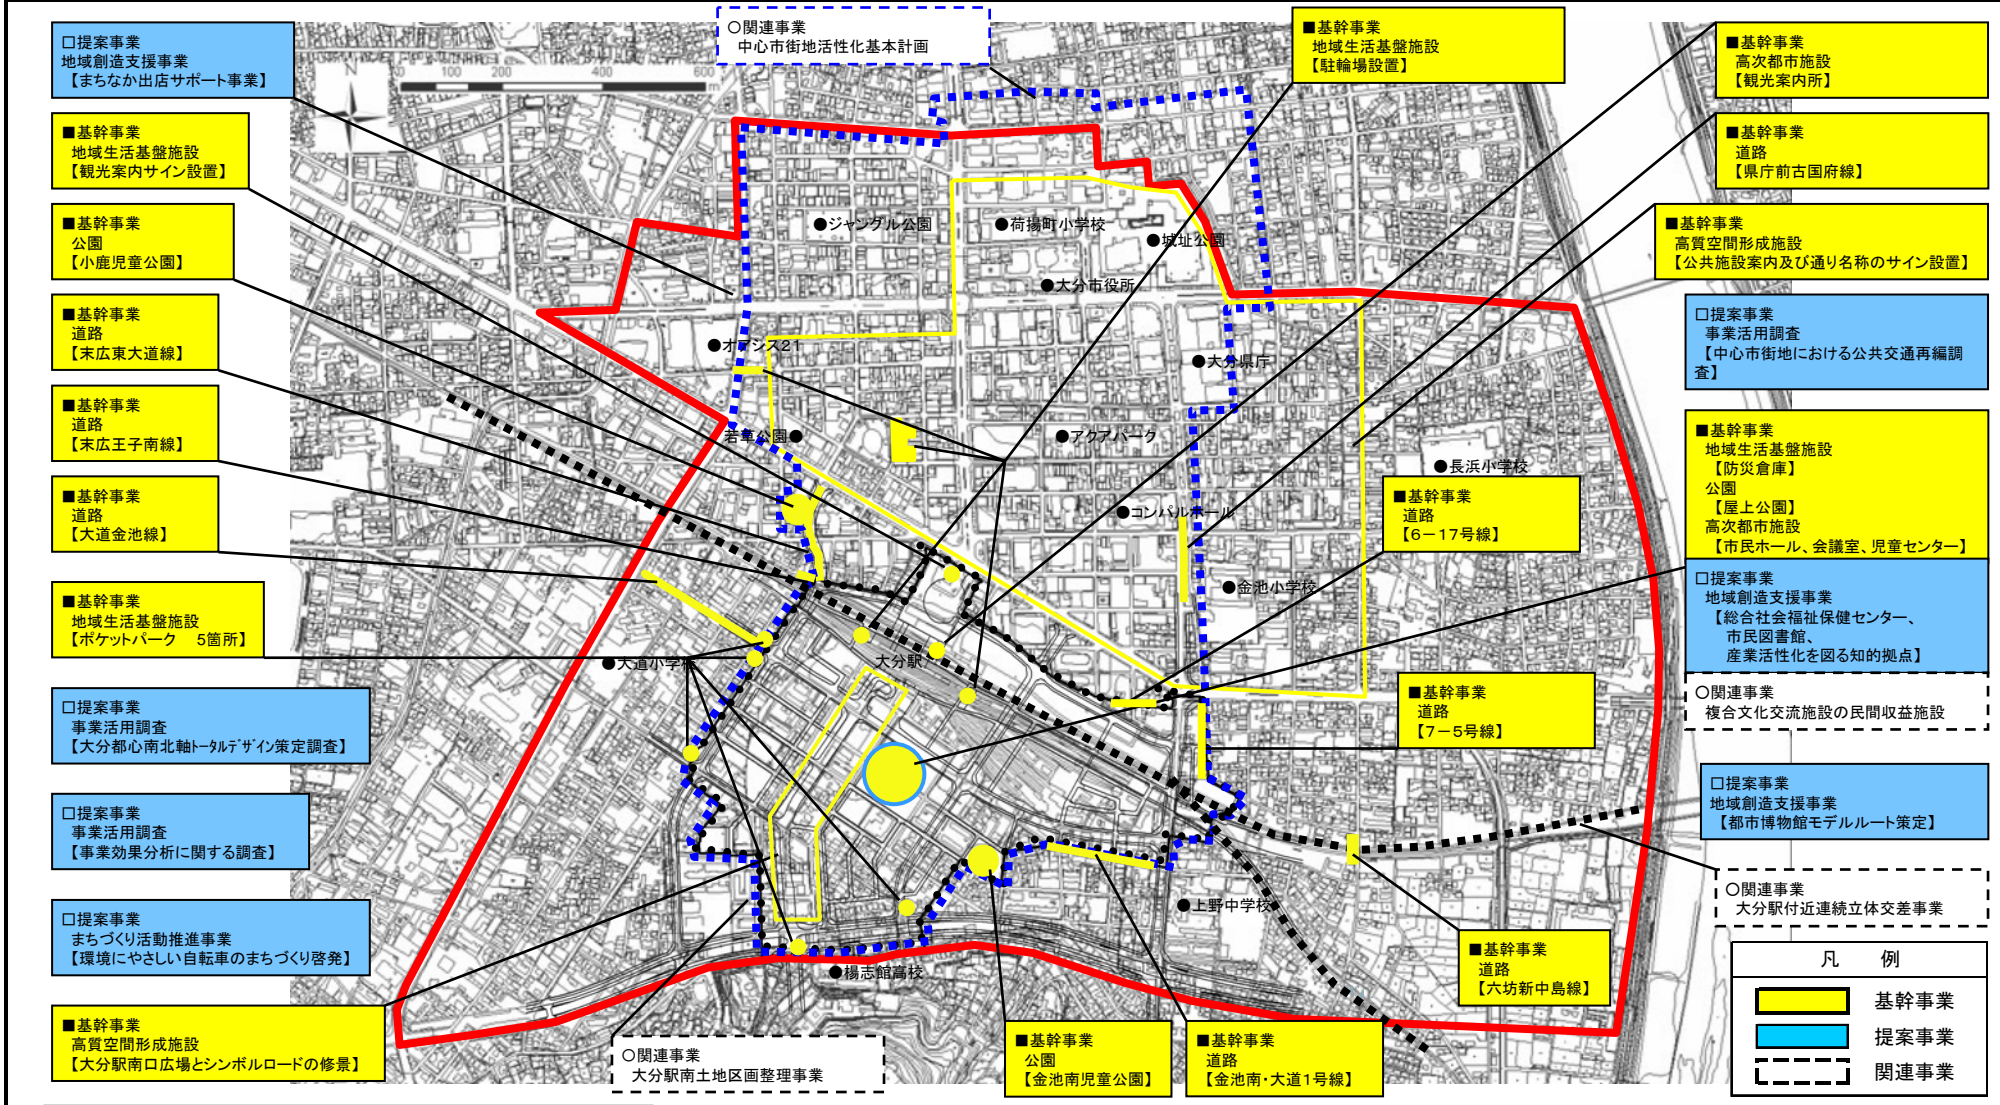 □提案事業
地域創造支援事業
【まちなか出店サポート事業】
■基幹事業
地域生活基盤施設
【観光案内サイン設置】
■基幹事業
公園
【小鹿児童公園】
■基幹事業
道路
【末広東大道線】
■基幹事業
道路
【末広王子南線】
■基幹事業
道路
【大道金池線】
■基幹事業
地域生活基盤施設
【ポケットパーク　5箇所】
□提案事業
事業活用調査
【大分都心南北軸トータルデザイン策定調査】
□提案事業
事業活用調査
【事業効果分析に関する調査】
□提案事業
まちづくり活動推進事業
【環境にやさしい自転車のまちづくり啓発】
■基幹事業
高質空間形成施設
【大分駅南口広場とシンボルロードの修景】
○関連事業
中心市街地活性化基本計画
N
0 100 200 400 600
m
●ジャングル公園
●荷揚町小学校
●城址公園
●大分市役所
●オアシス21
●大分県庁
若草公園●
●アクアパーク
●長浜小学校
●コンパルホール
●金池小学校
●大道小学校
大分駅
●上野中学校
●楊志館高校
○関連事業
大分駅南土地区画整理事業
■基幹事業
公園
【金池南児童公園】
■基幹事業
道路
【金池南・大道1号線】
■基幹事業
地域生活基盤施設
【駐輪場設置】
■基幹事業
高次都市施設
【観光案内所】
■基幹事業
道路
【県庁前古国府線】
■基幹事業
高質空間形成施設
【公共施設案内及び通り名称のサイン設置】
□提案事業
事業活用調査
【中心市街地における公共交通再編調
査】
■基幹事業
地域生活基盤施設
【防災倉庫】
公園
【屋上公園】
高次都市施設
【市民ホール、会議室、児童センター】
□提案事業
地域創造支援事業
【総合社会福祉保健センター、
市民図書館、
産業活性化を図る知的拠点】
○関連事業
複合文化交流施設の民間収益施設
■基幹事業
道路
【6－17号線】
■基幹事業
道路
【7－5号線】
□提案事業
地域創造支援事業
【都市博物館モデルルート策定】
○関連事業
大分駅付近連続立体交差事業
■基幹事業
道路
【六坊新中島線】
凡　例
基幹事業
提案事業
関連事業